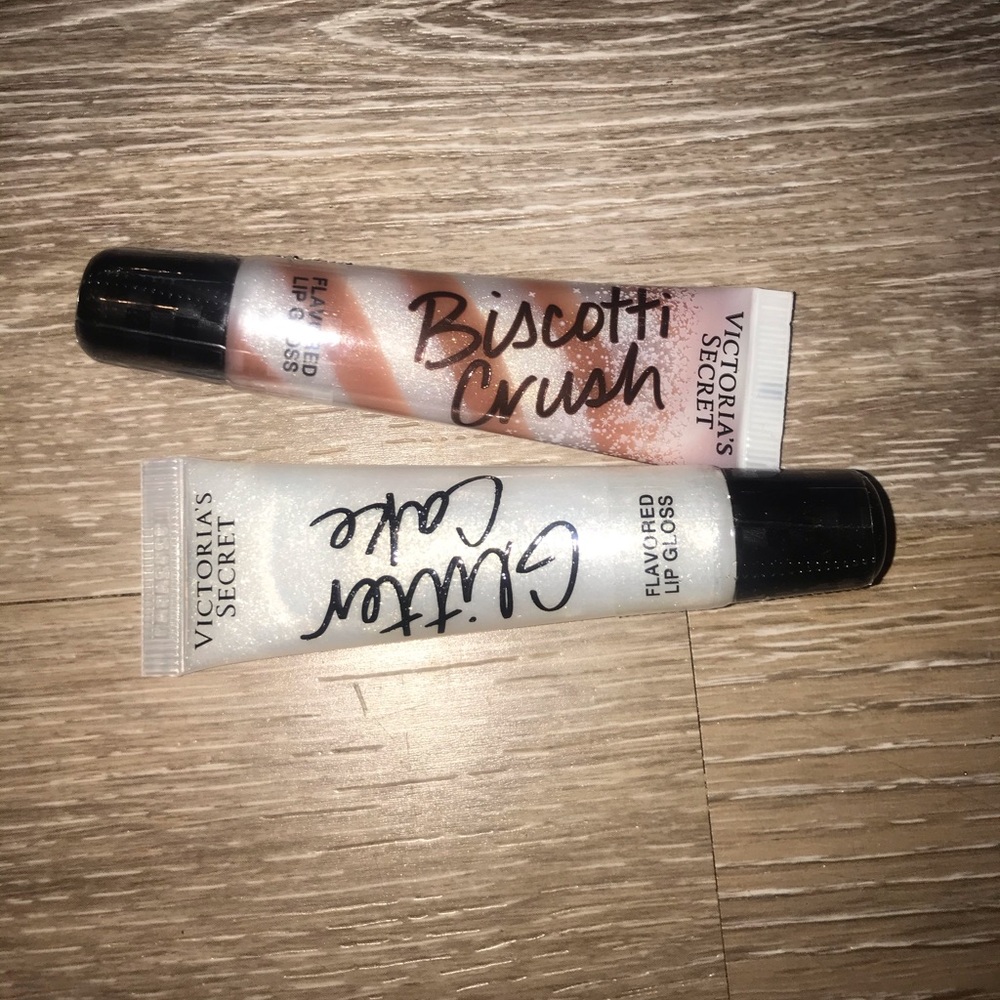 FLAVORED
LIP GLOSS
Biscotti
Crush
VICTORIA'S
SECRET
VICTORIA'S
SECRET
Glitter
Cake
FLAVORED
LIP GLOSS